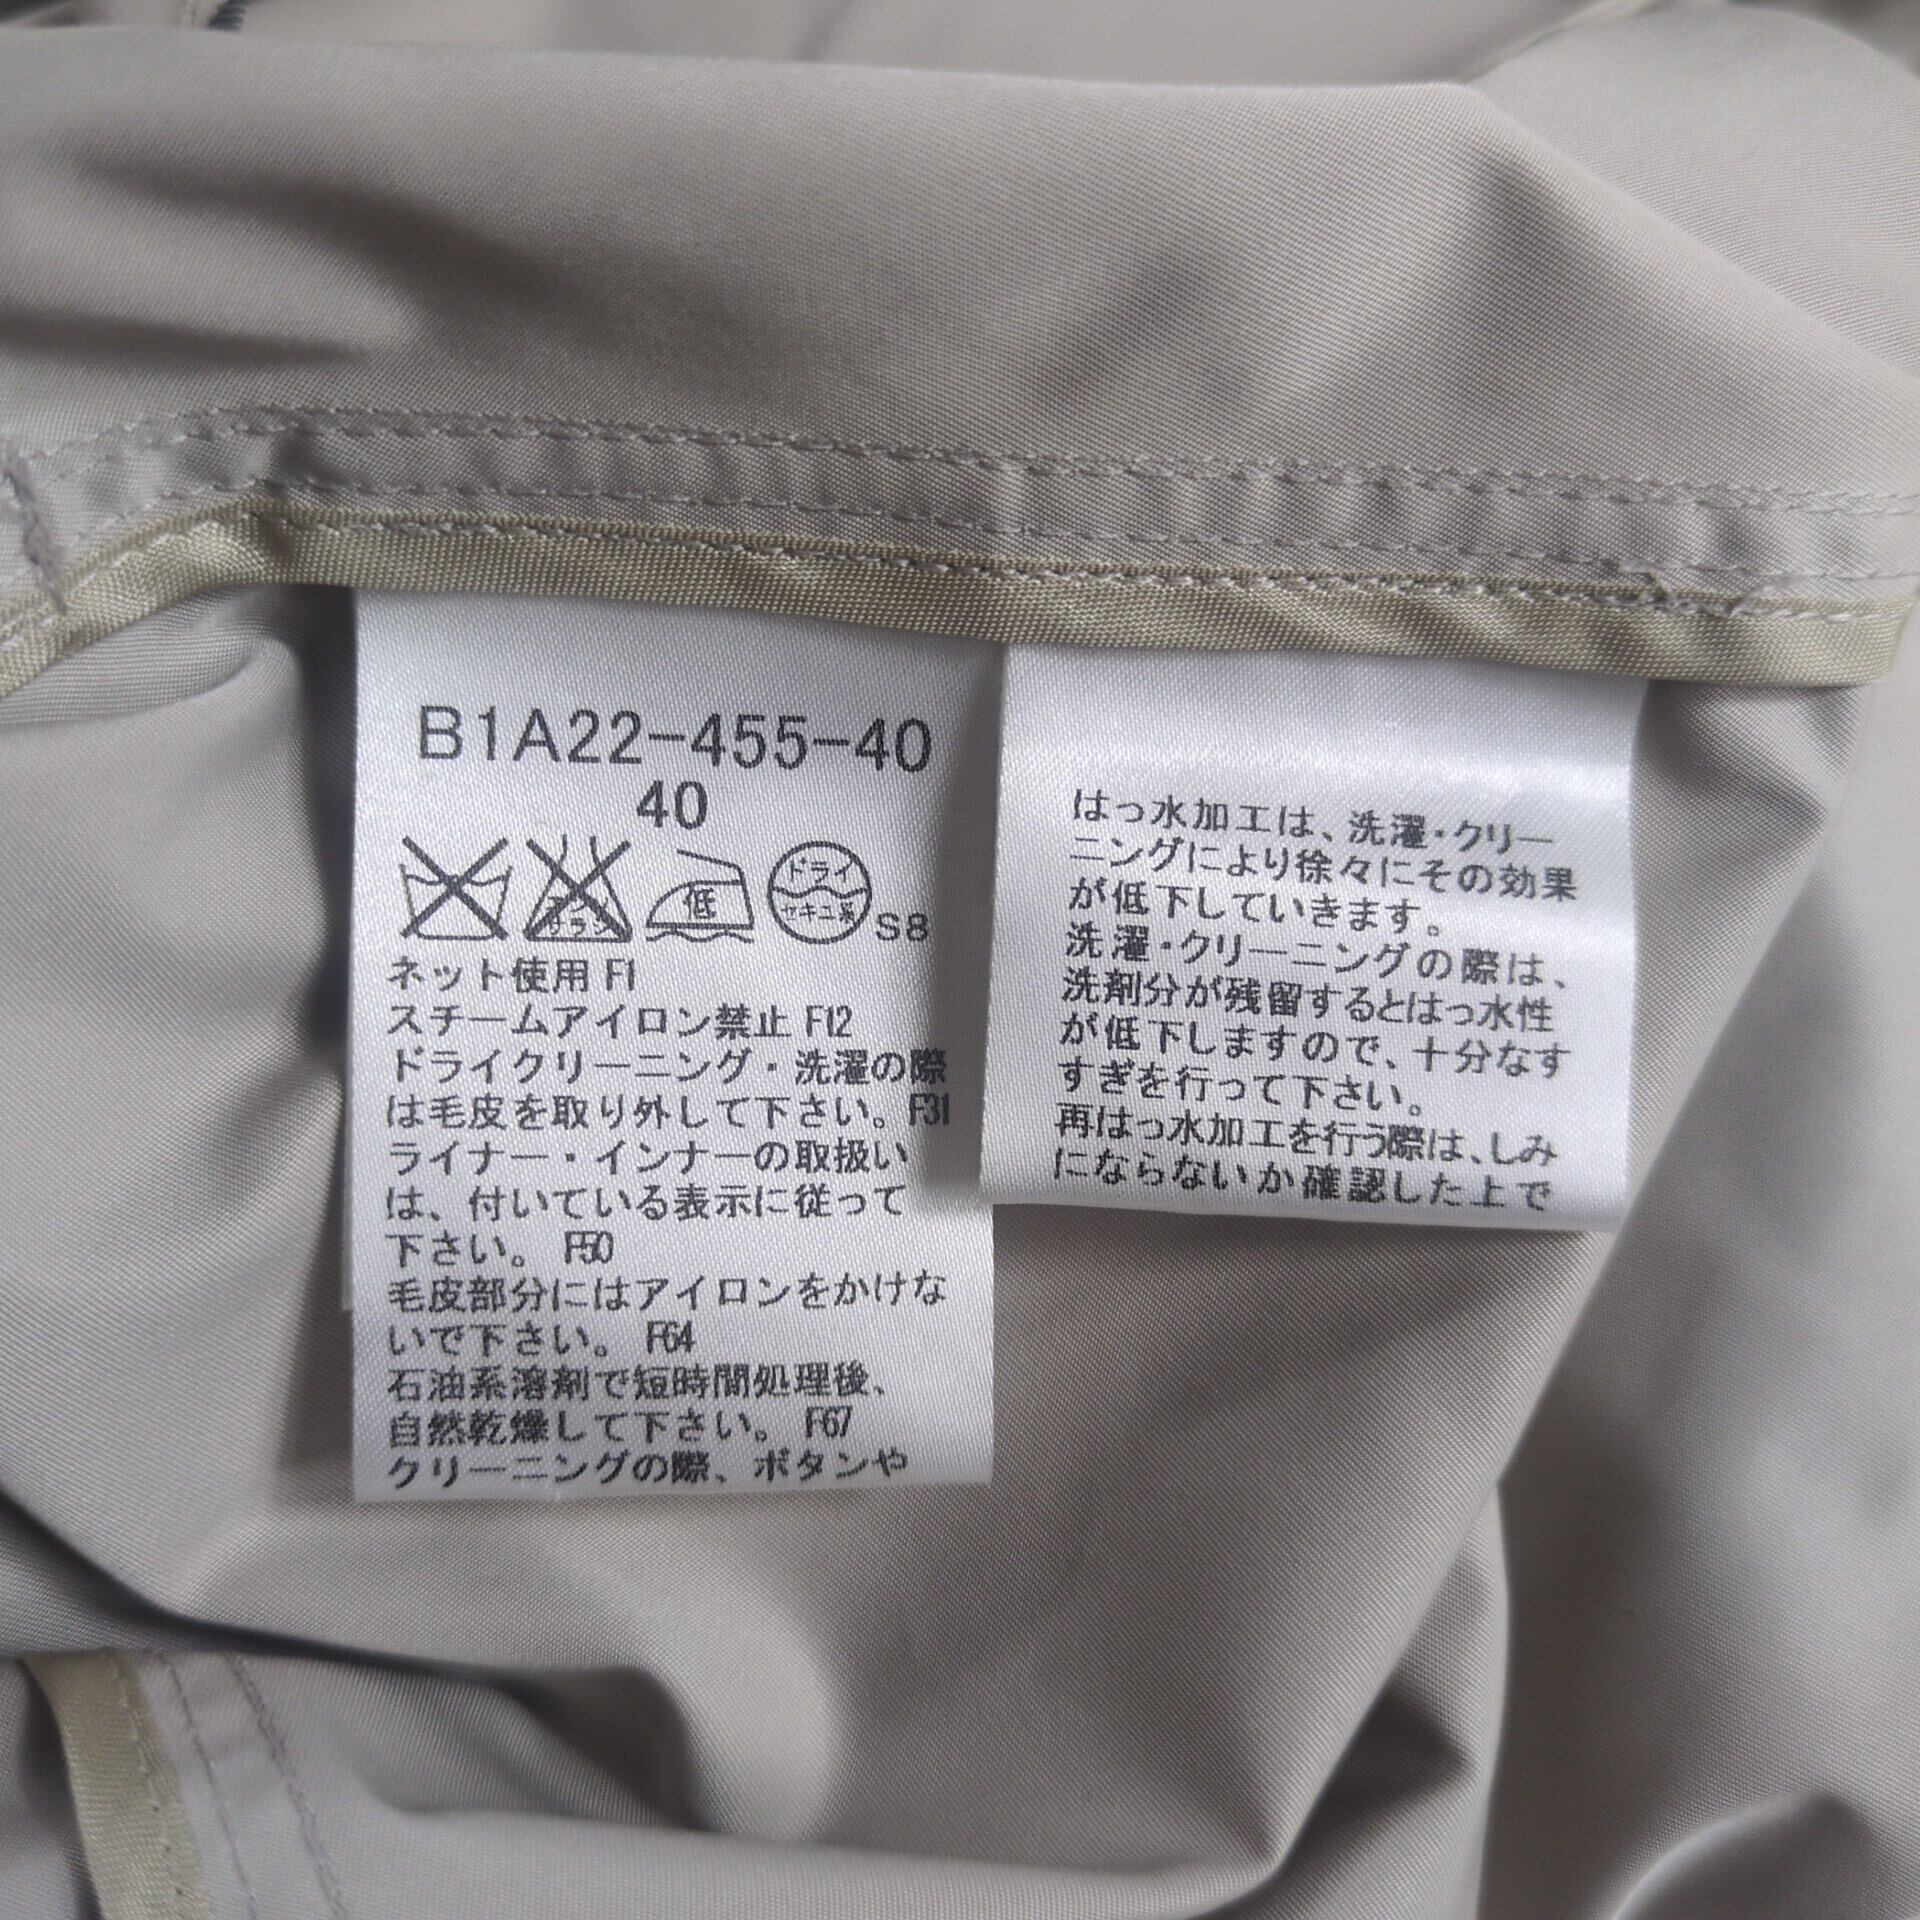 B1A22-455-40
40
エンソサラシ
低
ドライ
セキユ系
S8
ネット使用 F1
スチームアイロン禁止 F12
ドライクリーニング・洗濯の際
は毛皮を取り外して下さい。F31
ライナー・インナーの取扱い
は、付いている表示に従って
下さい。 F50
毛皮部分にはアイロンをかけな
いで下さい。 F64
石油系溶剤で短時間処理後、
自然乾燥して下さい。 F67
クリーニングの際、ボタンや
はっ水加工は、洗濯・クリー
ニングにより徐々にその効果
が低下していきます。
洗濯・クリーニングの際は、
洗剤分が残留するとはっ水性
が低下しますので、十分なす
すぎを行って下さい。
再はっ水加工を行う際は、しみ
にならないか確認した上で